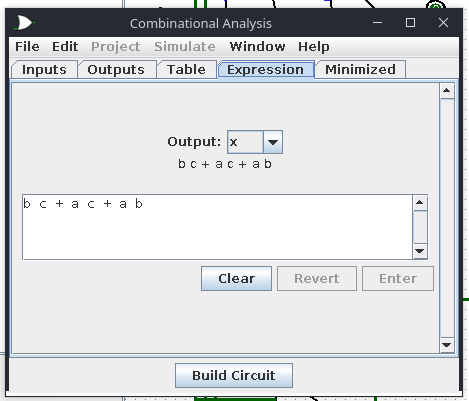 Combinational Analysis
File Edit Project Simulate Window Help
Inputs Outputs Table Expression Minimized
Output: x
b c + a c + a b
b c + a c + a b
Clear Revert Enter
Build Circuit